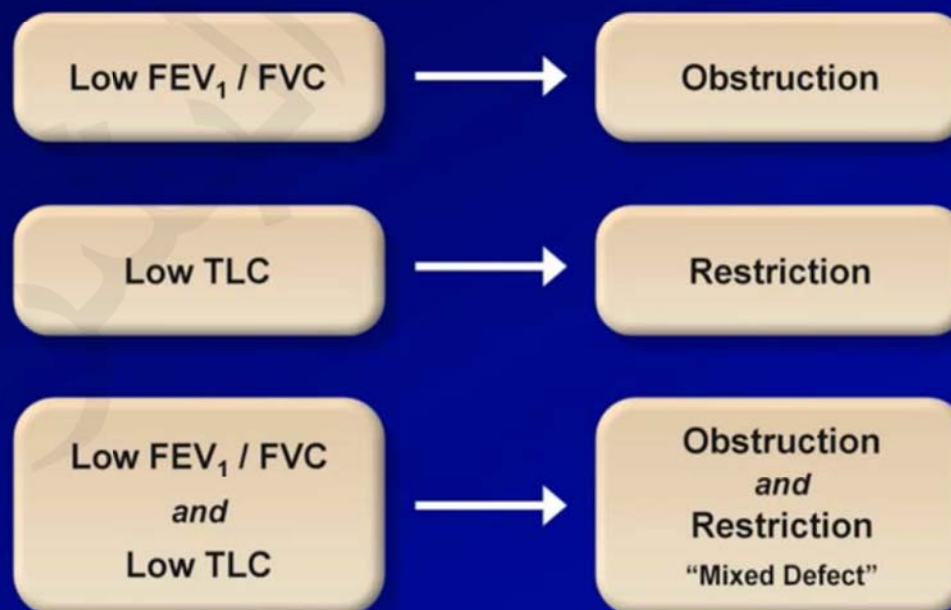 Low FEV₁ / FVC
Obstruction
Low TLC
Restriction
Low FEV₁ / FVC
and
Low TLC
Obstruction
and
Restriction
“Mixed Defect”